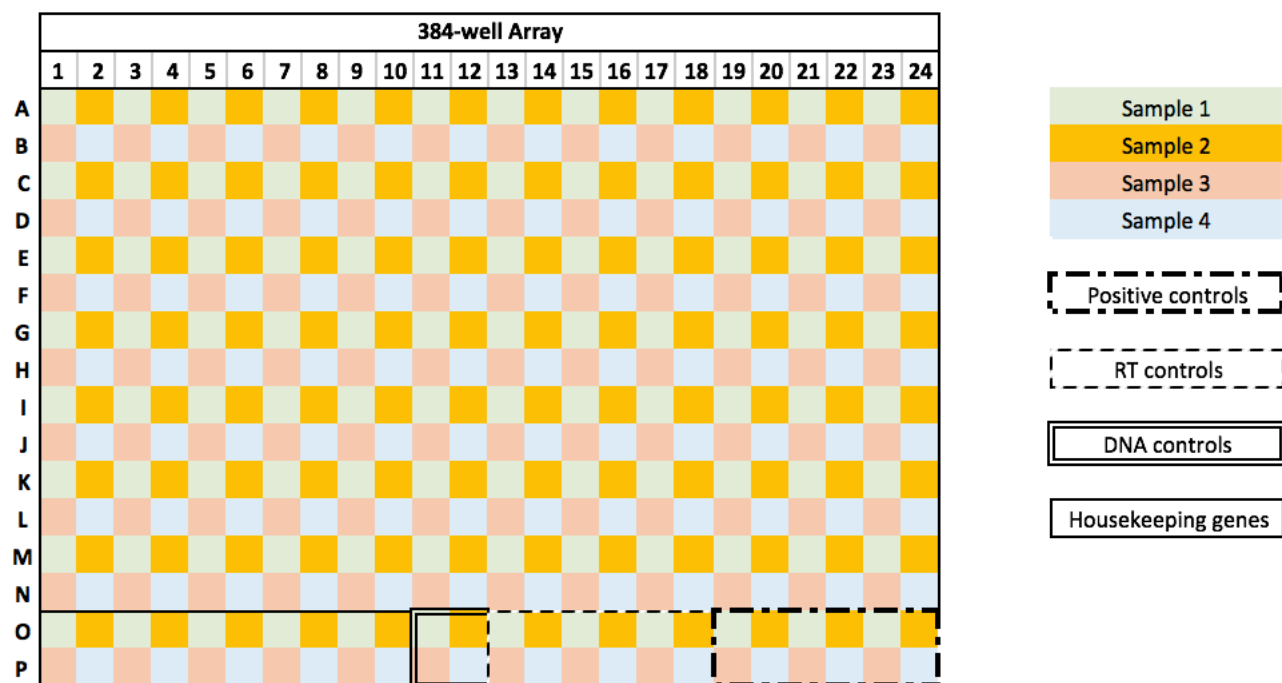 384-well Array
1 2 3 4 5 6 7 8 9 10 11 12 13 14 15 16 17 18 19 20 21 22 23 24
A
B
C
D
E
F
G
H
I
J
K
L
M
N
O
P
Sample 1
Sample 2
Sample 3
Sample 4
Positive controls
RT controls
DNA controls
Housekeeping genes